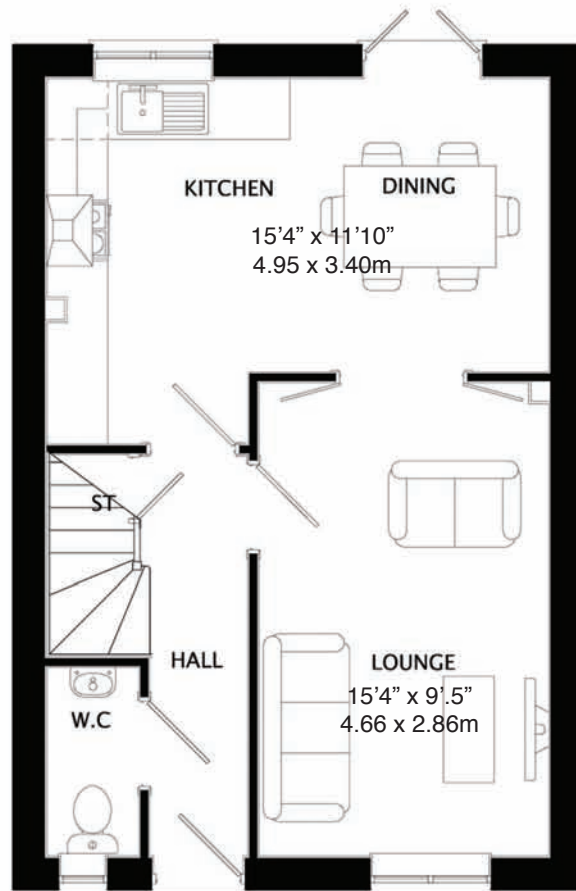 KITCHEN
DINING
15’4” x 11’10”
4.95 x 3.40m
ST
HALL
LOUNGE
15’4” x 9’.5”
4.66 x 2.86m
W.C